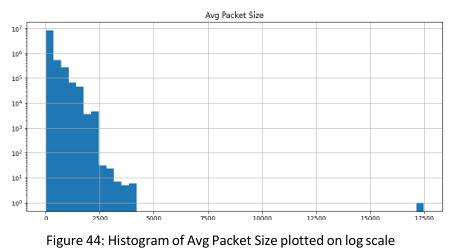 Avg Packet Size
10⁷
10⁶
10⁵
10⁴
10³
10²
10¹
10⁰
0 2500 5000 7500 10000 12500 15000 17500
Figure 44: Histogram of Avg Packet Size plotted on log scale